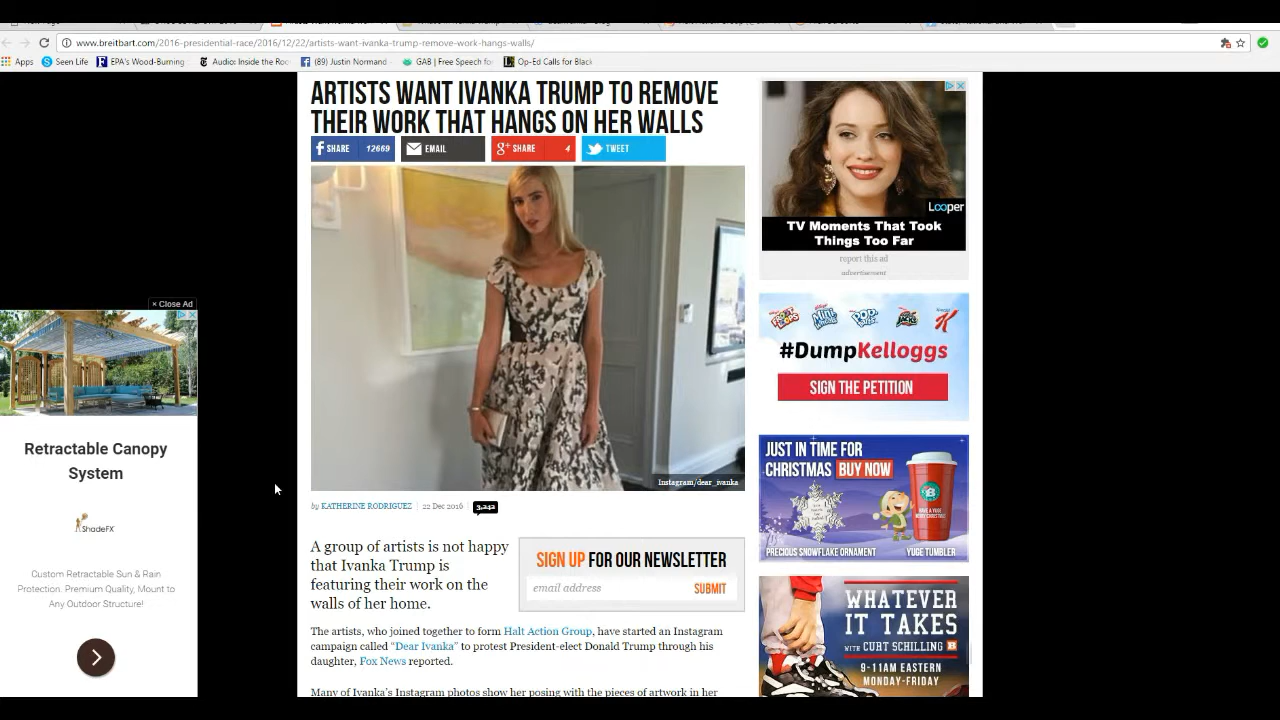 www.breitbart.com/2016-presidential-race/2016/12/22/artists-want-ivanka-trump-remove-work-hangs-walls/
Apps
Seen Life
EPA's Wood-Burning
Audio: Inside the Ro
(89) Justin Normand
GAB | Free Speech fo
Op-Ed Calls for Black
ARTISTS WANT IVANKA TRUMP TO REMOVE
THEIR WORK THAT HANGS ON HER WALLS
SHARE 12669
EMAIL
g+ SHARE 4
TWEET
Instagram/dear_ivanka
by KATHERINE RODRIGUEZ | 22 Dec 2016 | 3,242
A group of artists is not happy
that Ivanka Trump is
featuring their work on the
walls of her home.
SIGN UP FOR OUR NEWSLETTER
email address
SUBMIT
The artists, who joined together to form Halt Action Group, have started an Instagram
campaign called “Dear Ivanka” to protest President-elect Donald Trump through his
daughter, Fox News reported.
Many of Ivanka’s Instagram photos show her posing with the pieces of artwork in her
× Close Ad
Retractable Canopy
System
ShadeFX
Custom Retractable Sun & Rain
Protection. Premium Quality, Mount to
Any Outdoor Structure!
Looper
TV Moments That Took
Things Too Far
report this ad
advertisement
#DumpKelloggs
SIGN THE PETITION
JUST IN TIME FOR
CHRISTMAS BUY NOW
PRECIOUS SNOWFLAKE ORNAMENT
YUGE TUMBLER
WHATEVER
IT TAKES
WITH CURT SCHILLING B
9-11AM EASTERN
MONDAY-FRIDAY